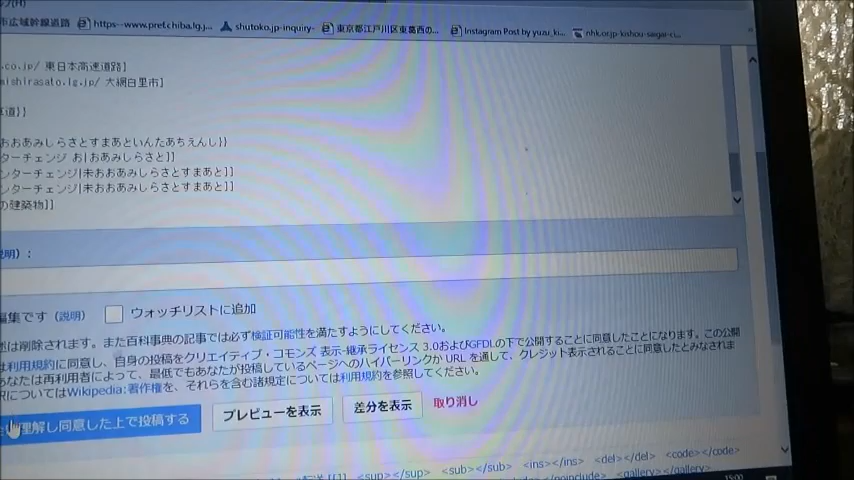 市広域幹線道路 https--www.pref.chiba.lg.j... shutoko.jp-inquiry- 東京都江戸川区東葛西の... Instagram Post by yuzu_ki... nhk.or.jp-kishou-saigai-ci...
.co.jp/ 東日本高速道路]
amishirasato.lg.jp/ 大網白里市]
車道}}
おおあみしらさとすまあといんたあちえんし}}
ターチェンジ お|おあみしらさと]]
ンターチェンジ|未おおあみしらさとすまあと]]
ンターチェンジ|未おおあみしらさとすまあと]]
の建築物]]
説明):
編集です (説明) ウォッチリストに追加
述は削除されます。また百科事典の記事では必ず検証可能性を満たすようにしてください。
は利用規約に同意し、自身の投稿をクリエイティブ・コモンズ 表示-継承ライセンス 3.0およびGFDLの下で公開することに同意したことになります。この公開
あなたは再利用者によって、最低でもあなたが投稿しているページへのハイパーリンクか URL を通して、クレジット表示されることに同意したとみなされま
についてはWikipedia:著作権を、それらを含む諸規定については利用規約を参照してください。
理解し同意した上で投稿する プレビューを表示 差分を表示 取り消し
<sup></sup> <sub></sub> <ins></ins> <del></del> <code></code>
<gallery></gallery>
15:00